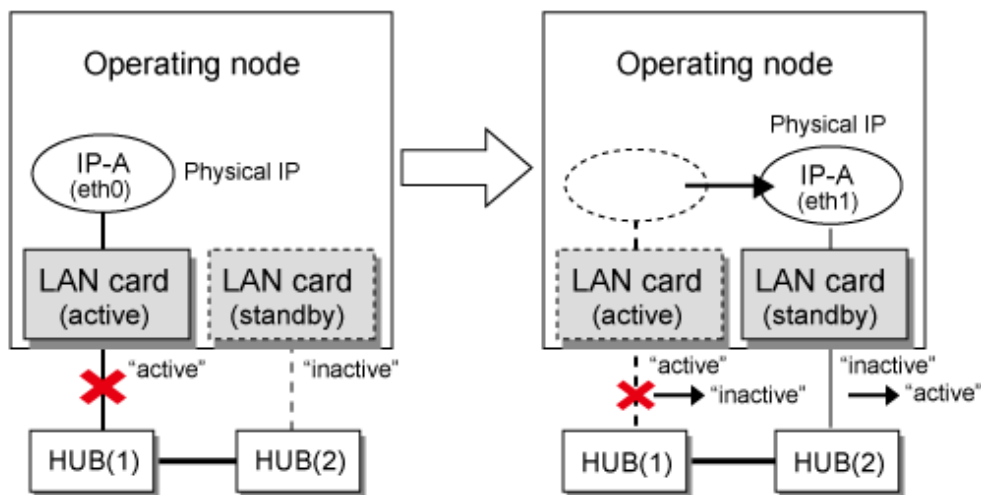 Operating node
IP-A
(eth0)
Physical IP
LAN card
(active)
LAN card
(standby)
“active”
“inactive”
HUB(1)
HUB(2)
Operating node
Physical IP
IP-A
(eth1)
LAN card
(active)
LAN card
(standby)
“active”
“inactive”
“inactive”
“active”
HUB(1)
HUB(2)